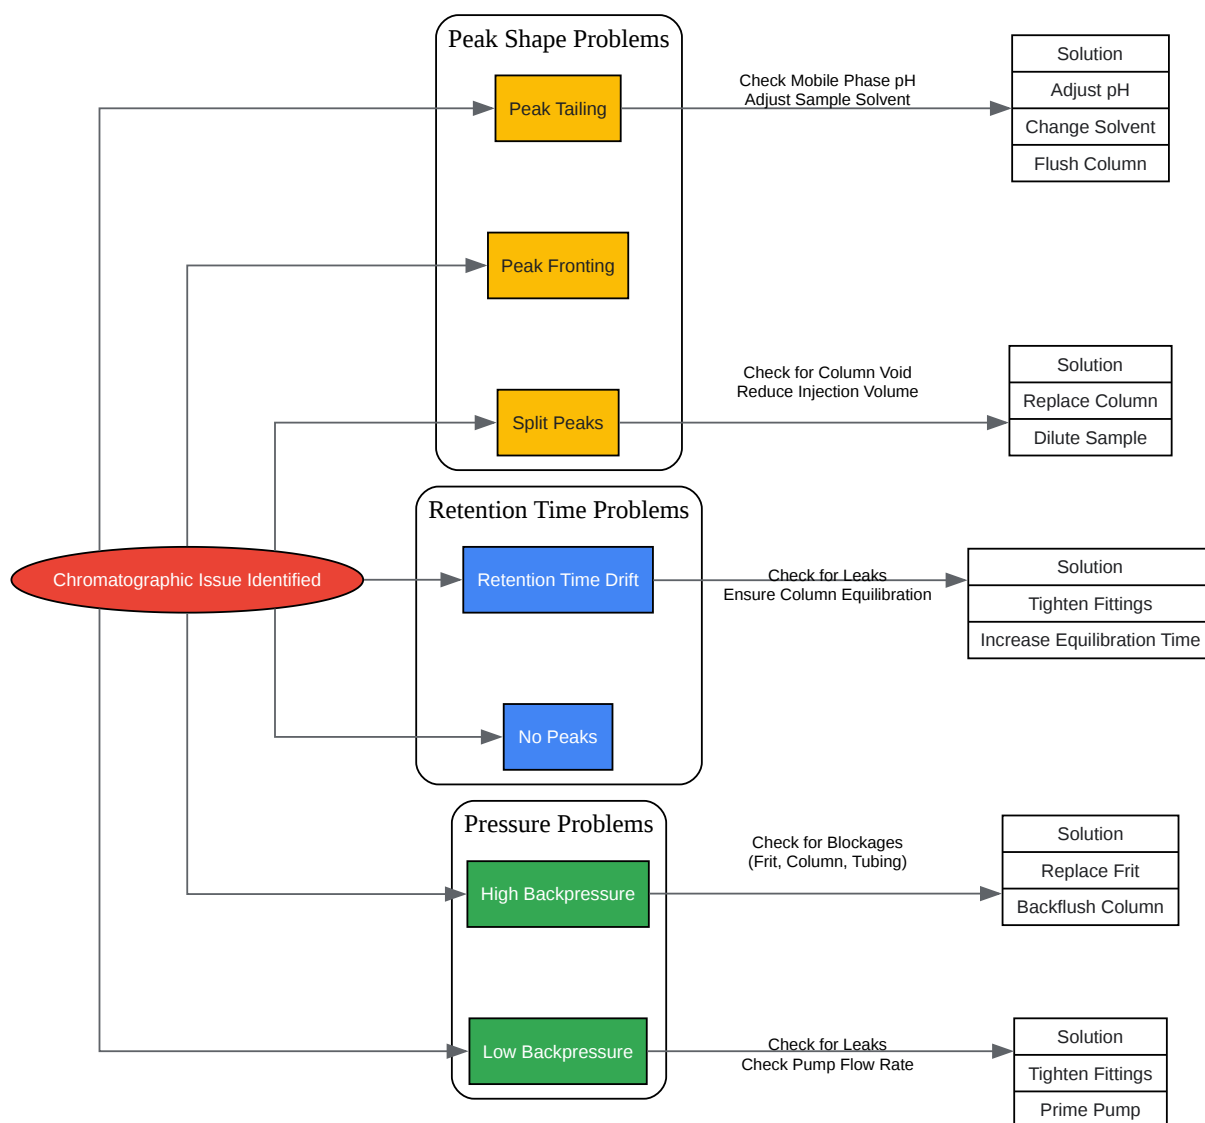 Peak Shape Problems
Peak Tailing
Check Mobile Phase pH
Adjust Sample Solvent
Solution
Adjust pH
Change Solvent
Flush Column
Peak Fronting
Split Peaks
Check for Column Void
Reduce Injection Volume
Solution
Replace Column
Dilute Sample
Chromatographic Issue Identified
Retention Time Problems
Retention Time Drift
Check for Leaks
Ensure Column Equilibration
Solution
Tighten Fittings
Increase Equilibration Time
No Peaks
Pressure Problems
High Backpressure
Check for Blockages
(Frit, Column, Tubing)
Solution
Replace Frit
Backflush Column
Low Backpressure
Check for Leaks
Check Pump Flow Rate
Solution
Tighten Fittings
Prime Pump